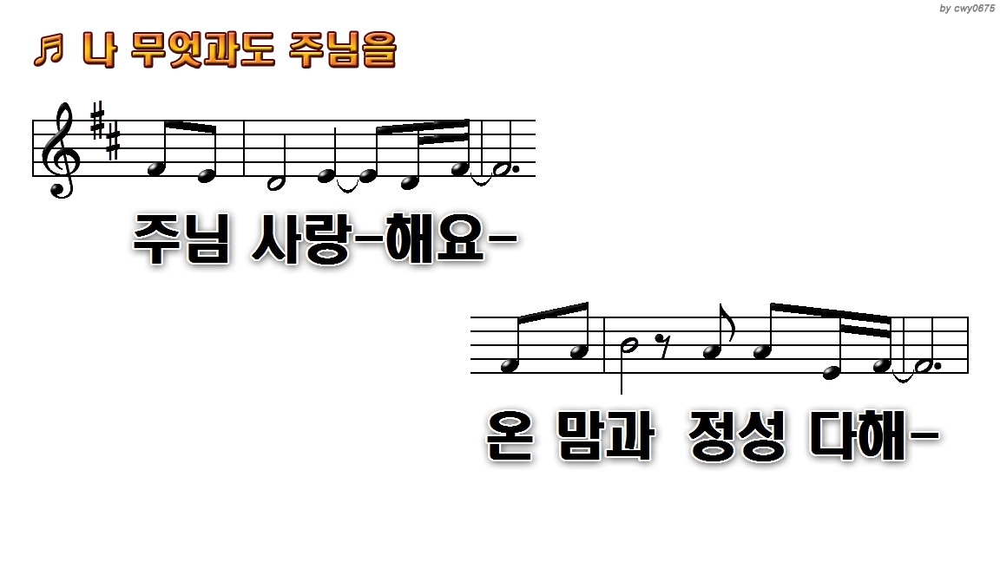 by cwy0675
♬ 나 무엇과도 주님을
주님 사랑-해요-
온 맘과 정성 다해-